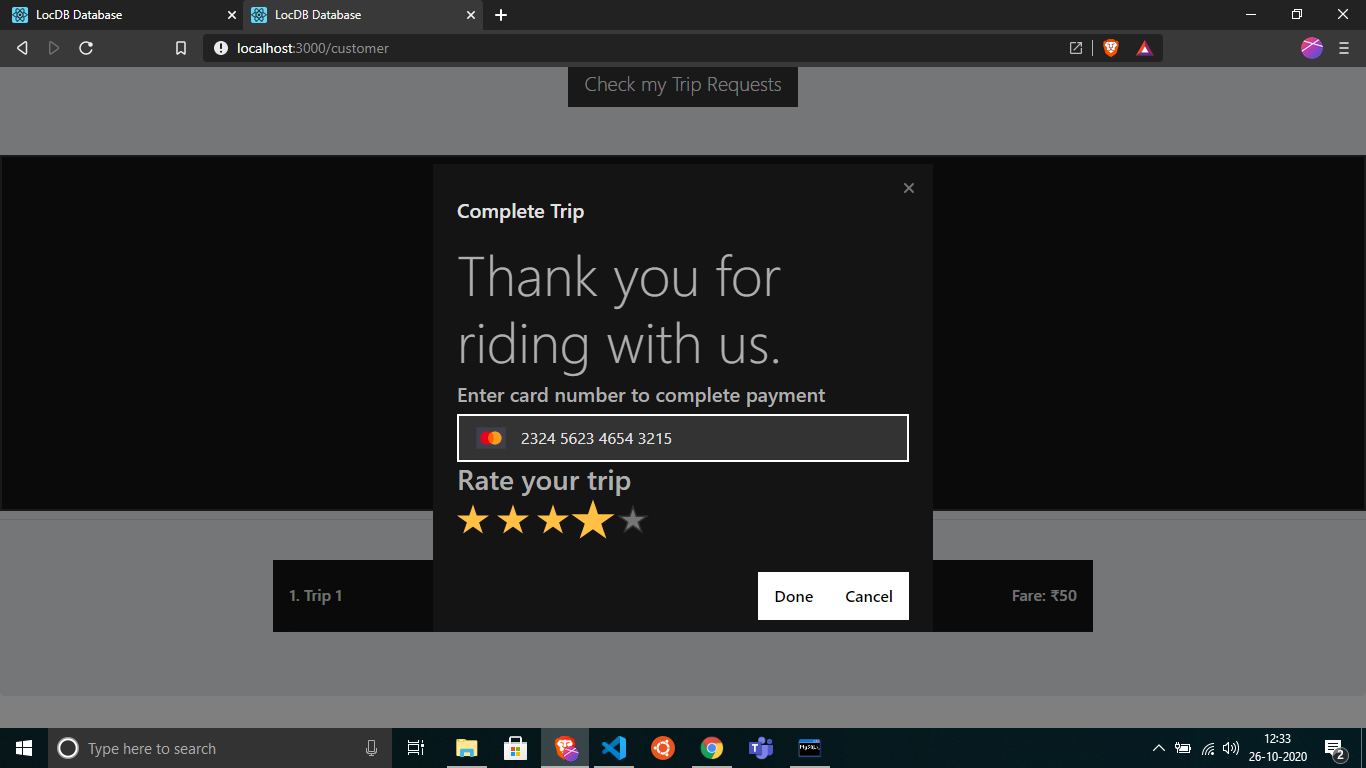 LocDB Database
LocDB Database
localhost:3000/customer
Check my Trip Requests
Complete Trip
Thank you for
riding with us.
Enter card number to complete payment
2324 5623 4654 3215
Rate your trip
Done Cancel
1. Trip 1 Fare: ₹50
Type here to search
MySQL
12:33
26-10-2020
2